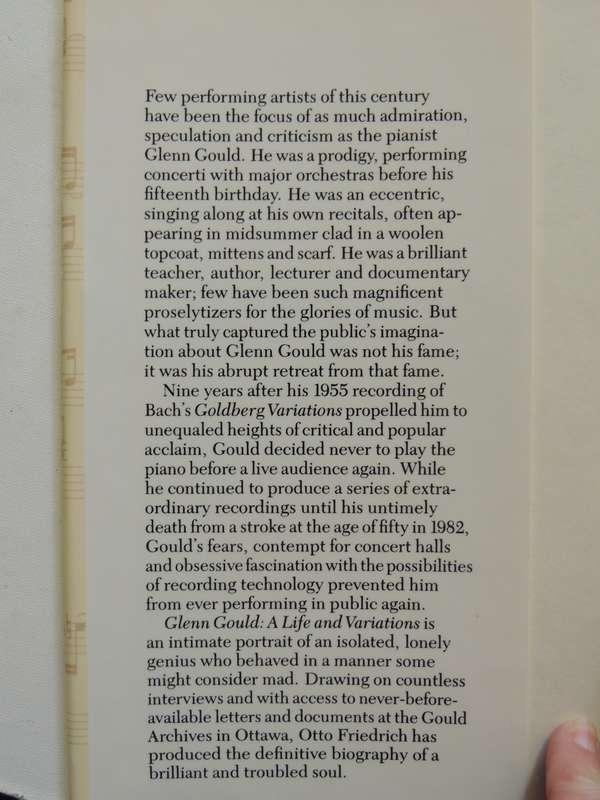 Few performing artists of this century
have been the focus of as much admiration,
speculation and criticism as the pianist
Glenn Gould. He was a prodigy, performing
concerti with major orchestras before his
fifteenth birthday. He was an eccentric,
singing along at his own recitals, often ap-
pearing in midsummer clad in a woolen
topcoat, mittens and scarf. He was a brilliant
teacher, author, lecturer and documentary
maker; few have been such magnificent
proselytizers for the glories of music. But
what truly captured the public's imagina-
tion about Glenn Gould was not his fame;
it was his abrupt retreat from that fame.
Nine years after his 1955 recording of
Bach's Goldberg Variations propelled him to
unequaled heights of critical and popular
acclaim, Gould decided never to play the
piano before a live audience again. While
he continued to produce a series of extra-
ordinary recordings until his untimely
death from a stroke at the age of fifty in 1982,
Gould's fears, contempt for concert halls
and obsessive fascination with the possibilities
of recording technology prevented him
from ever performing in public again.
Glenn Gould: A Life and Variations is
an intimate portrait of an isolated, lonely
genius who behaved in a manner some
might consider mad. Drawing on countless
interviews and with access to never-before-
available letters and documents at the Gould
Archives in Ottawa, Otto Friedrich has
produced the definitive biography of a
brilliant and troubled soul.